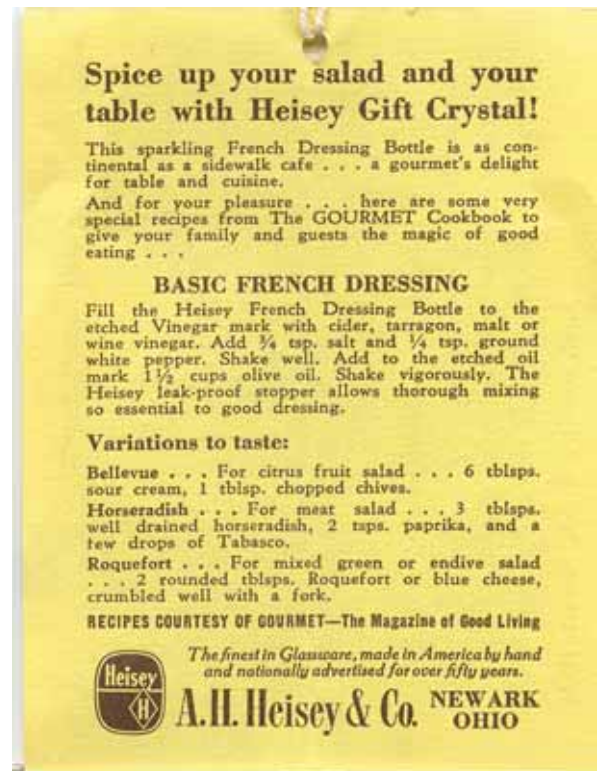 Spice up your salad and your
table with Heisey Gift Crystal!
This sparkling French Dressing Bottle is as con-
tinental as a sidewalk cafe . . . a gourmet's delight
for table and cuisine.
And for your pleasure . . . here are some very
special recipes from The GOURMET Cookbook to
give your family and guests the magic of good
eating . . .
BASIC FRENCH DRESSING
Fill the Heisey French Dressing Bottle to the
etched Vinegar mark with cider, tarragon, malt or
wine vinegar. Add ¾ tsp. salt and ¼ tsp. ground
white pepper. Shake well. Add to the etched oil
mark 1½ cups olive oil. Shake vigorously. The
Heisey leak-proof stopper allows thorough mixing
so essential to good dressing.
Variations to taste:
Bellevue . . . For citrus fruit salad . . . 6 tblsps.
sour cream, 1 tblsp. chopped chives.
Horseradish . . . For meat salad . . . 3 tblsps.
well drained horseradish, 2 tsps. paprika, and a
few drops of Tabasco.
Roquefort . . . For mixed green or endive salad
. . . 2 rounded tblsps. Roquefort or blue cheese,
crumbled well with a fork.
RECIPES COURTESY OF GOURMET—The Magazine of Good Living
The finest in Glassware, made in America by hand
and nationally advertised for over fifty years.
Heisey
H
A.H. Heisey & Co. NEWARK
OHIO